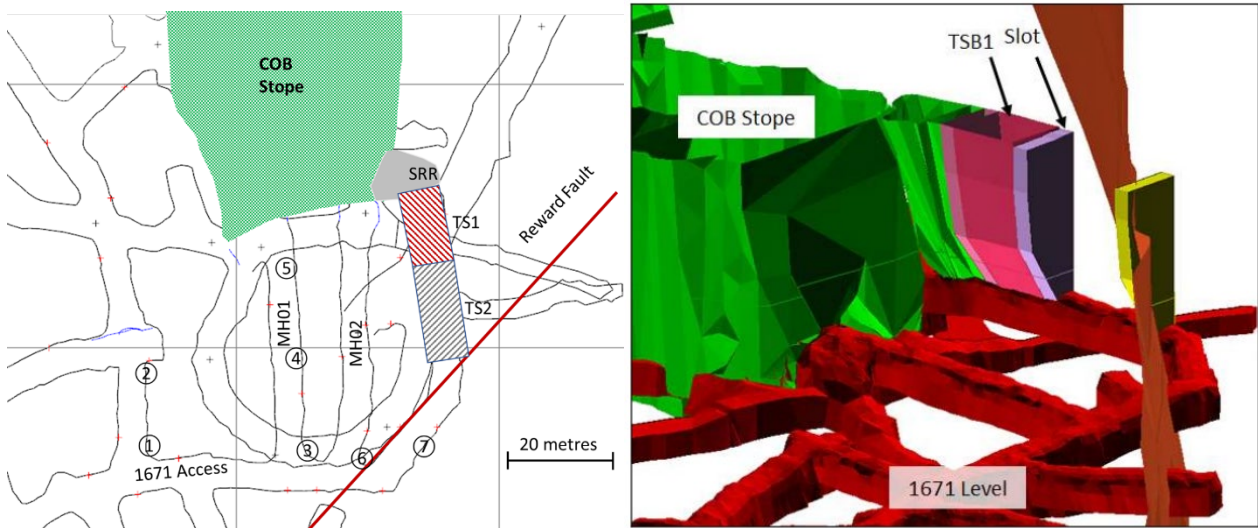 COB
Stope
SRR
TS1
Reward Fault
TS2
MH01
MH02
5
4
2
1
3
6
7
1671 Access
20 metres
TSB1
Slot
COB Stope
1671 Level